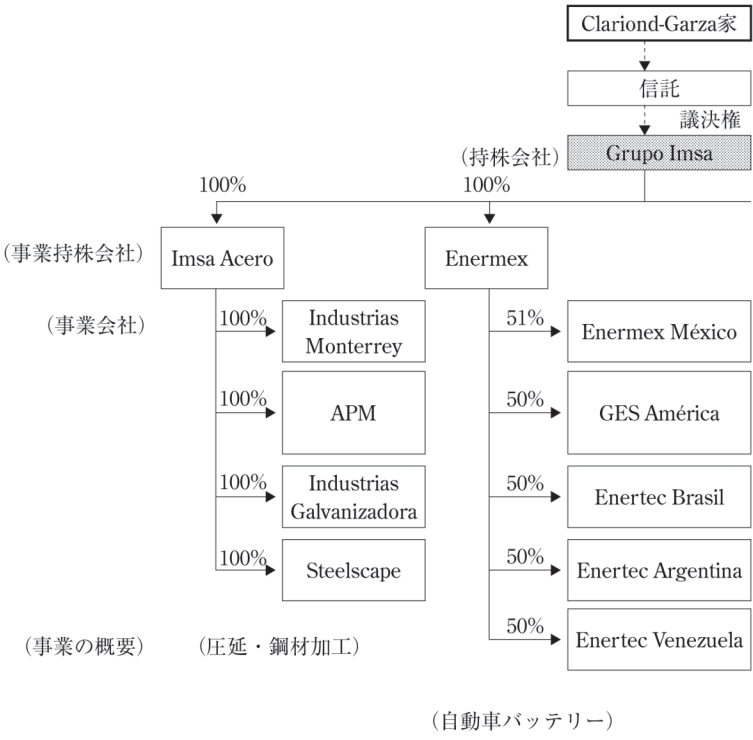 Clariond-Garza家
信託
議決権
(持株会社)
Grupo Imsa
100%
100%
(事業持株会社)
Imsa Acero
Enermex
(事業会社)
100%
Industrias
Monterrey
51%
Enermex México
100%
APM
50%
GES América
100%
Industrias
Galvanizadora
50%
Enertec Brasil
100%
Steelscape
50%
Enertec Argentina
50%
Enertec Venezuela
(事業の概要)
(圧延・鋼材加工)
(自動車バッテリー)